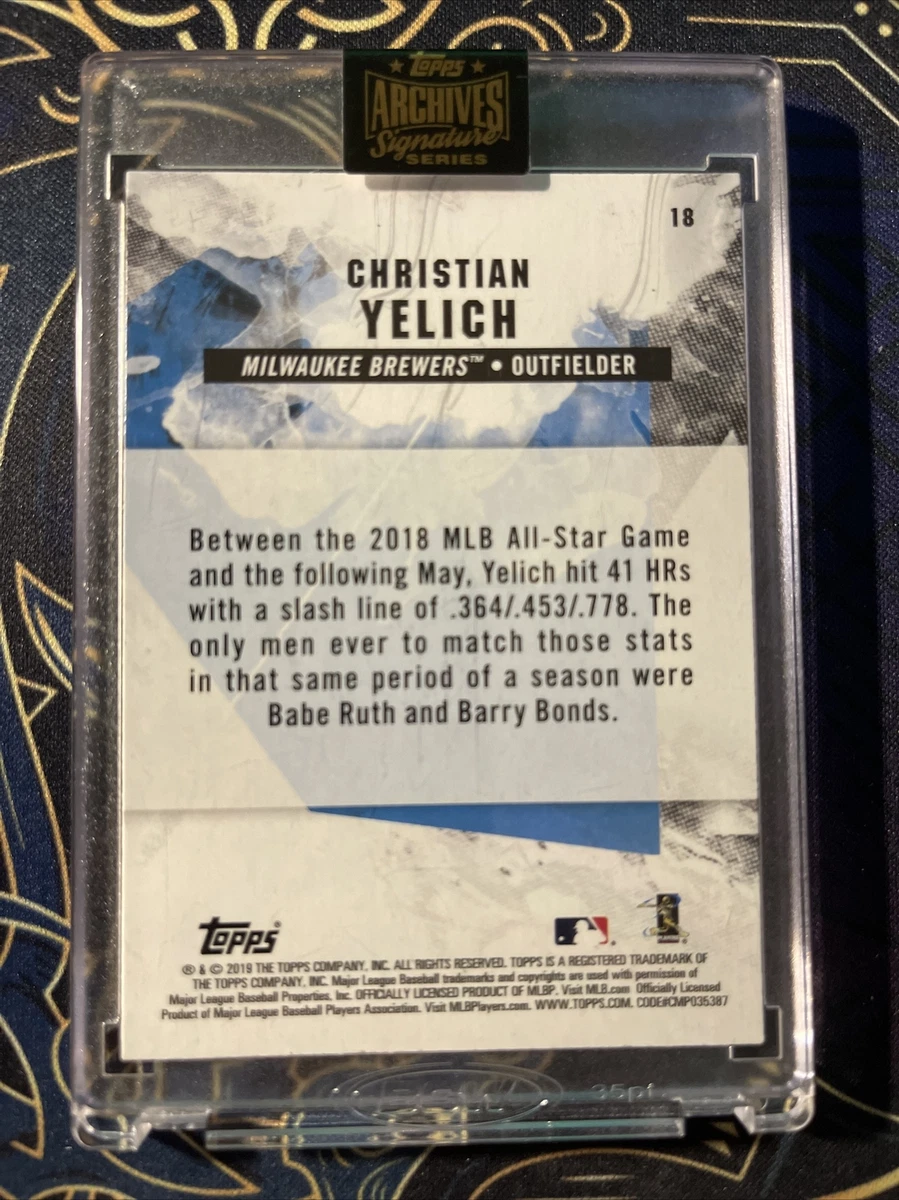 Topps
ARCHIVES
Signature
SERIES
18
CHRISTIAN
YELICH
MILWAUKEE BREWERS™ • OUTFIELDER
Between the 2018 MLB All-Star Game
and the following May, Yelich hit 41 HRs
with a slash line of .364/.453/.778. The
only men ever to match those stats
in that same period of a season were
Babe Ruth and Barry Bonds.
Topps®
® & © 2019 THE TOPPS COMPANY, INC. ALL RIGHTS RESERVED. TOPPS IS A REGISTERED TRADEMARK OF
THE TOPPS COMPANY, INC. Major League Baseball trademarks and copyrights are used with permission of
Major League Baseball Properties, Inc. OFFICIALLY LICENSED PRODUCT OF MLBP. Visit MLB.com Officially Licensed
Product of Major League Baseball Players Association. Visit MLBPlayers.com. WWW.TOPPS.COM. CODE#CMP035387
35pt